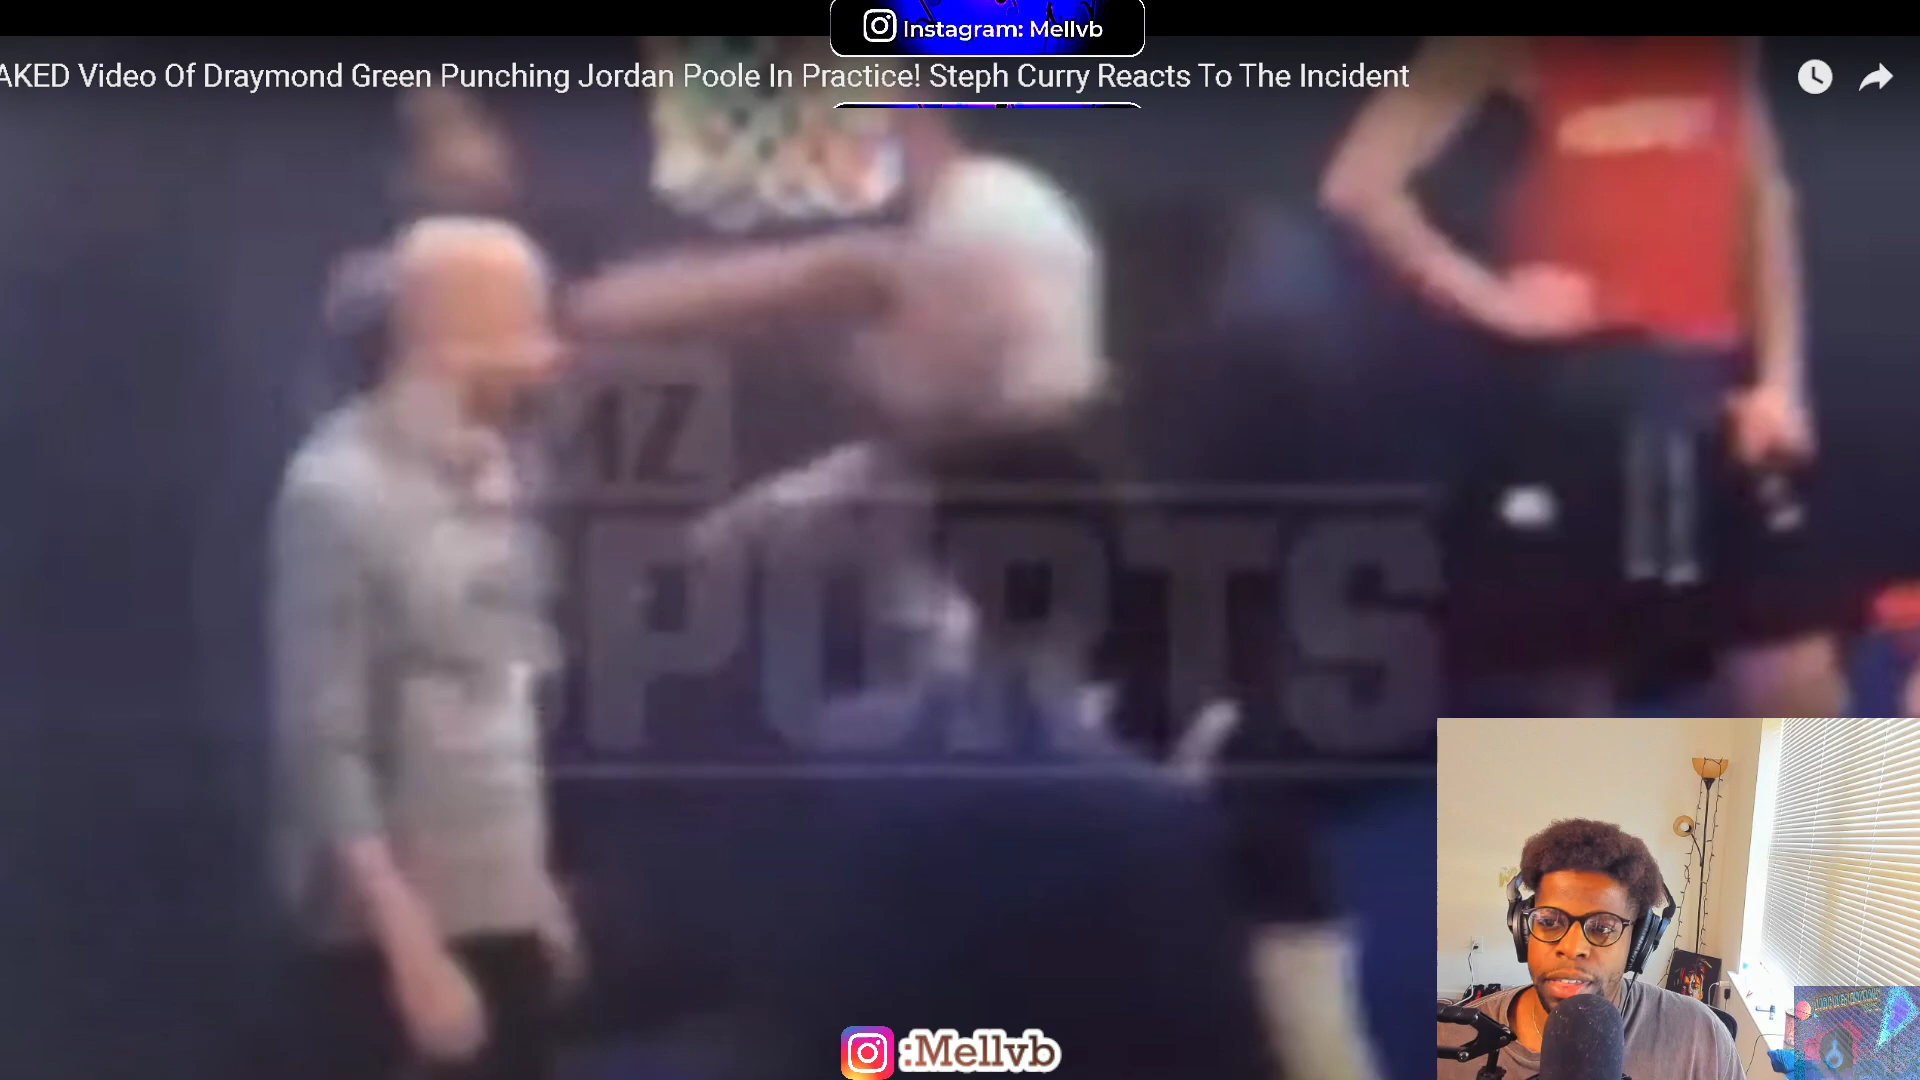 Instagram: Mellvb
AKED Video Of Draymond Green Punching Jordan Poole In Practice! Steph Curry Reacts To The Incident
MZ
SPORTS
:Mellvb